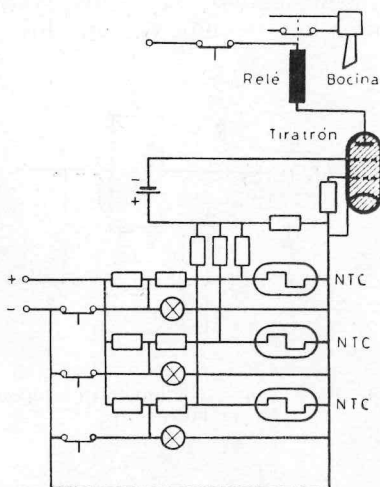 Relé Bocina
Tiratrón
−
+
+ NTC
−
NTC
NTC